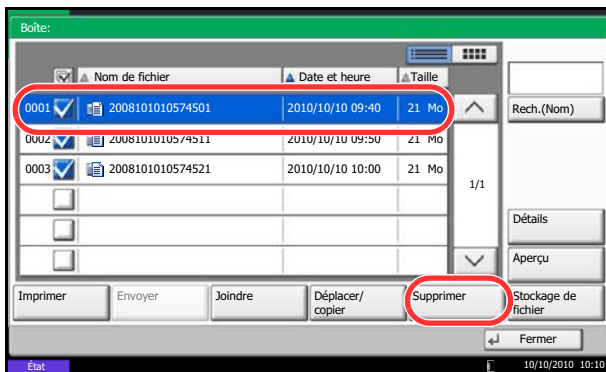 Boîte:
Nom de fichier Date et heure Taille
0001 2008101010574501 2010/10/10 09:40 21 Mo
Rech.(Nom)
0002 2008101010574511 2010/10/10 09:50 21 Mo
0003 2008101010574521 2010/10/10 10:00 21 Mo
1/1
Détails
Aperçu
Imprimer Envoyer Joindre Déplacer/ copier Supprimer Stockage de fichier
Fermer
État 10/10/2010 10:10